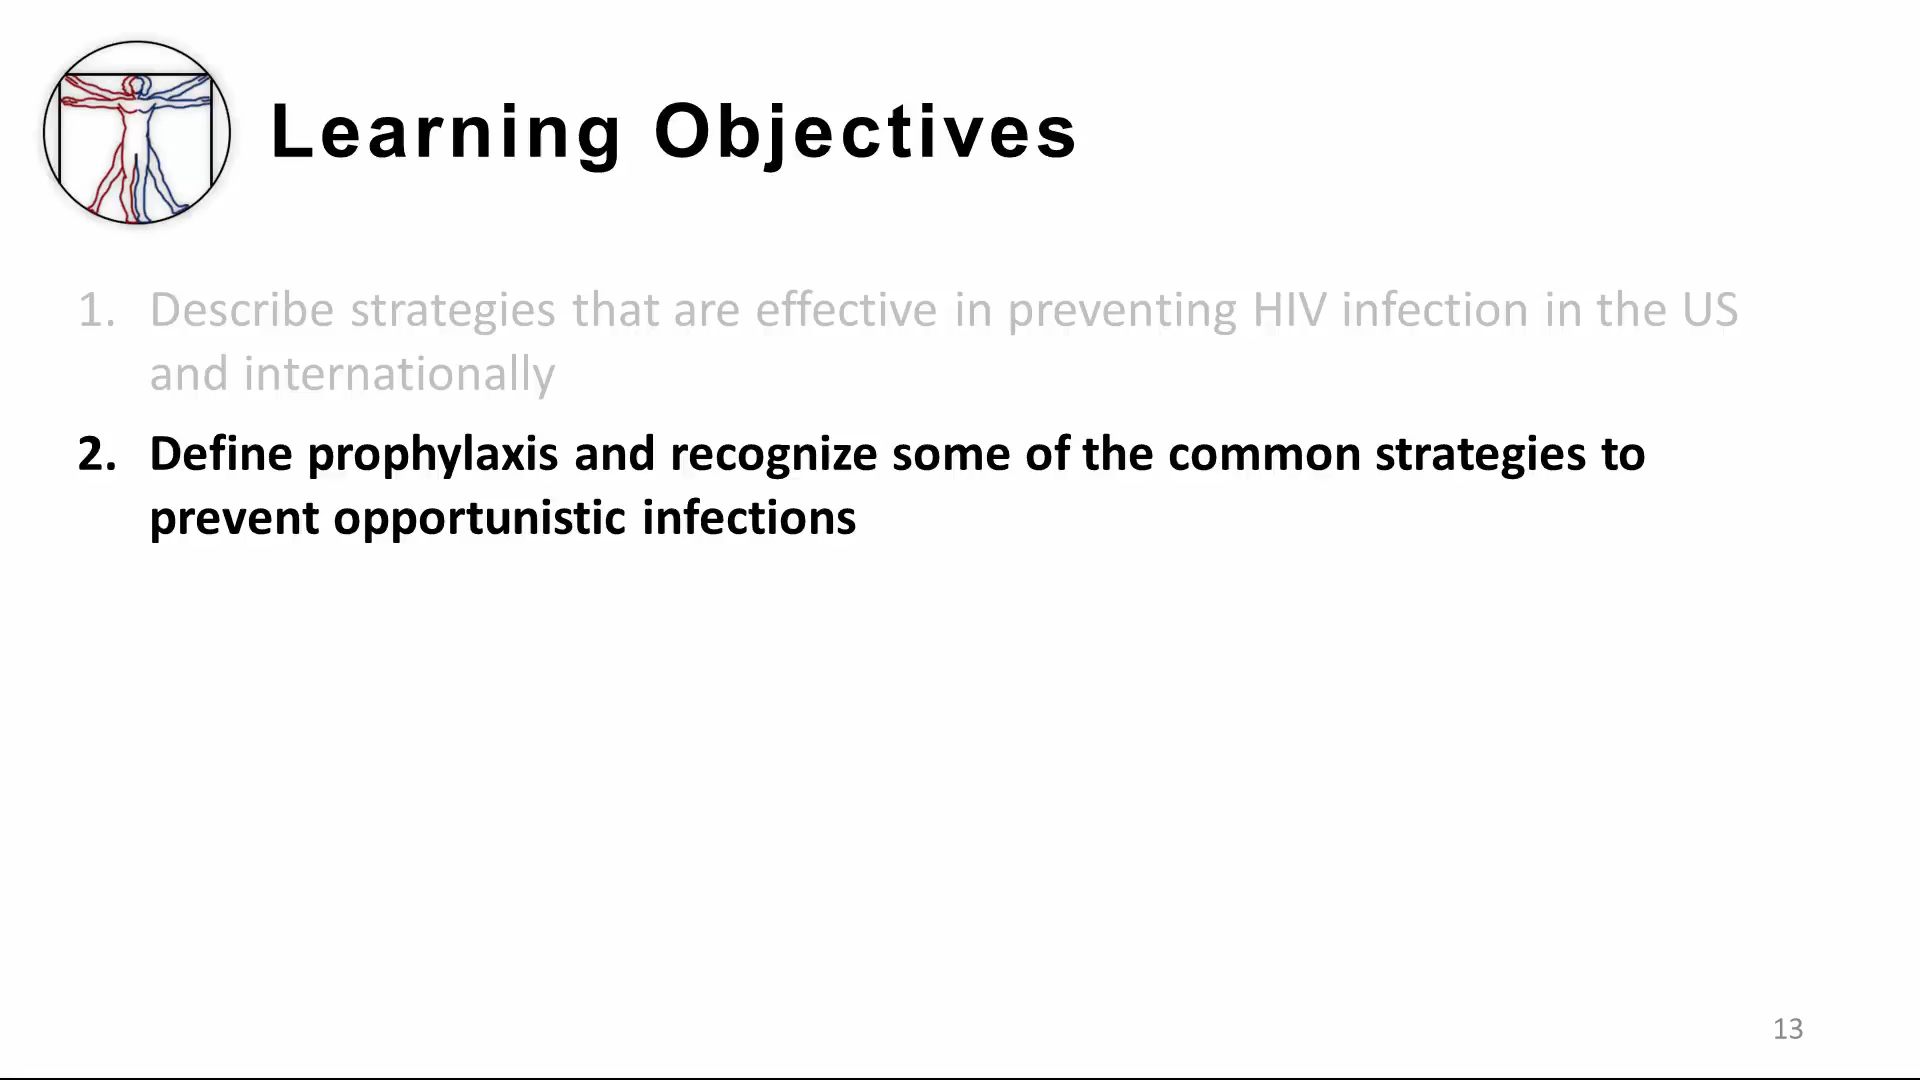 Learning Objectives
1. Describe strategies that are effective in preventing HIV infection in the US
and internationally
2. Define prophylaxis and recognize some of the common strategies to
prevent opportunistic infections
13